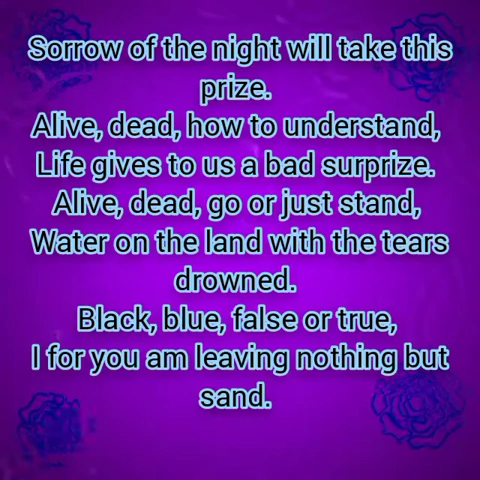 Sorrow of the night will take this
prize.
Alive, dead, how to understand,
Life gives to us a bad surprize.
Alive, dead, go or just stand,
Water on the land with the tears
drowned.
Black, blue, false or true,
I for you am leaving nothing but
sand.